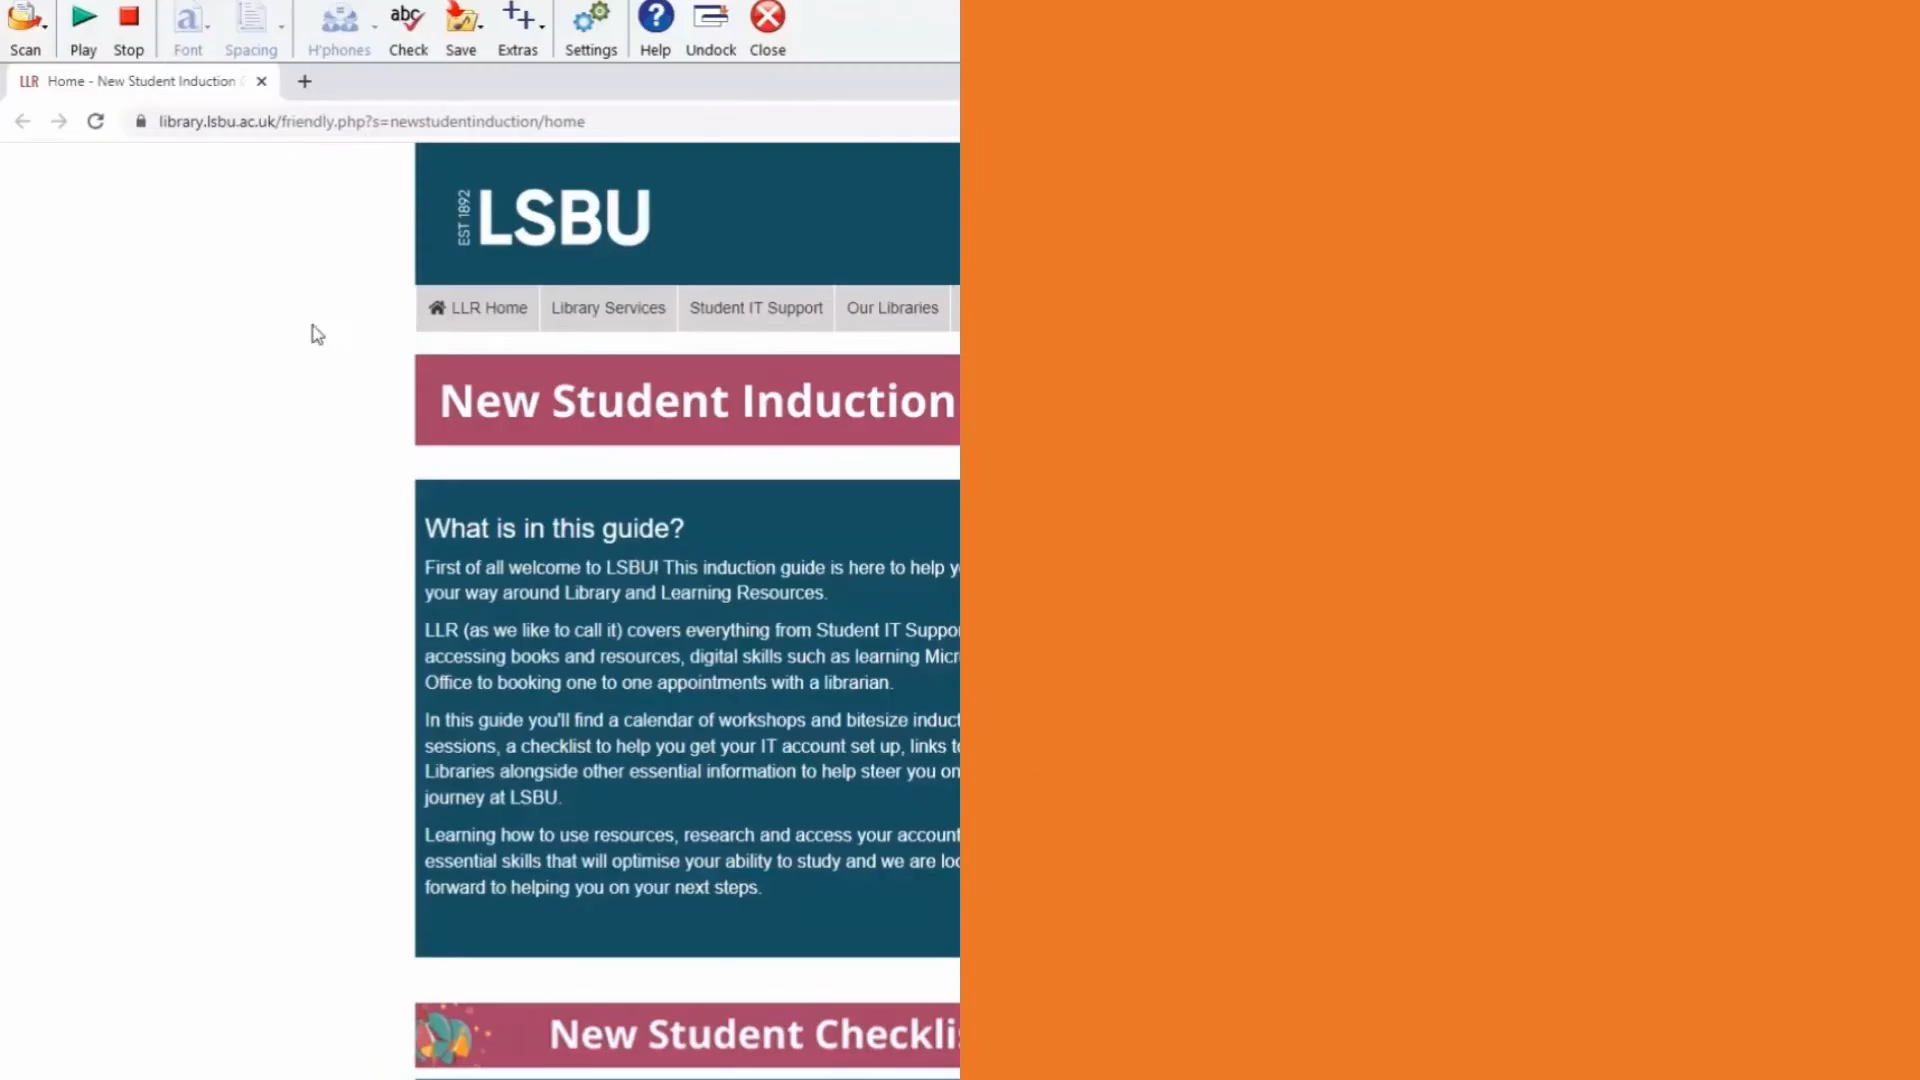 Scan Play Stop Font Spacing H'phones Check Save Extras Settings Help Undock Close
abc
LLR Home - New Student Induction
library.lsbu.ac.uk/friendly.php?s=newstudentinduction/home
EST 1892 LSBU
LLR Home Library Services Student IT Support Our Libraries
New Student Induction
What is in this guide?
First of all welcome to LSBU! This induction guide is here to help
your way around Library and Learning Resources.
LLR (as we like to call it) covers everything from Student IT
accessing books and resources, digital skills such as learning
Office to booking one to one appointments with a librarian.
In this guide you'll find a calendar of workshops and bitesize
sessions, a checklist to help you get your IT account set up, links
Libraries alongside other essential information to help steer you on
journey at LSBU.
Learning how to use resources, research and access your account
essential skills that will optimise your ability to study and we are
forward to helping you on your next steps.
New Student